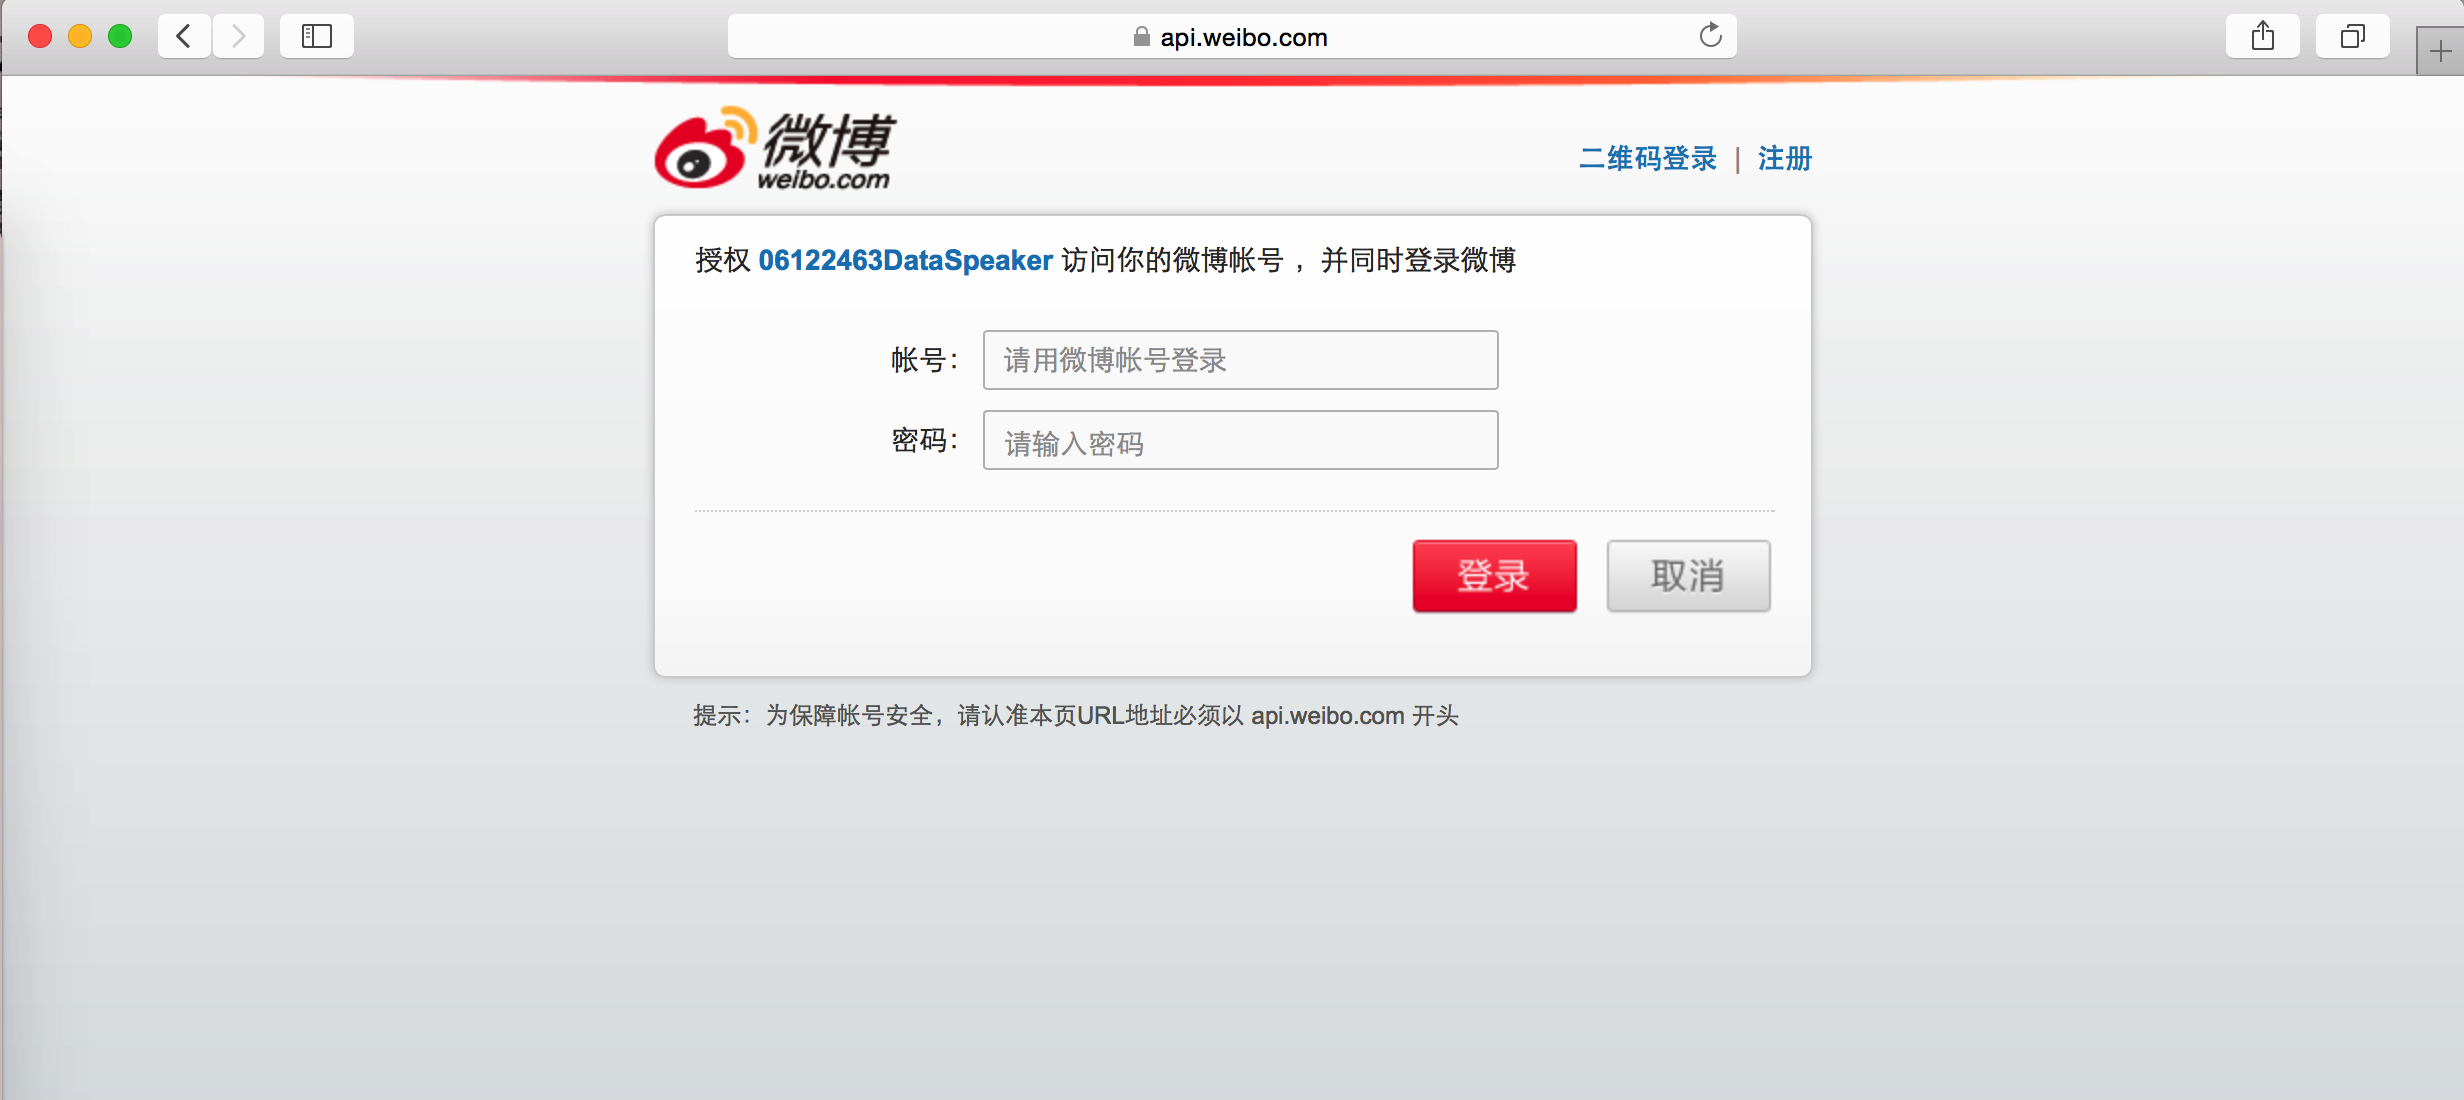 api.weibo.com
微博
weibo.com
二维码登录 | 注册
授权 06122463DataSpeaker 访问你的微博帐号 ，并同时登录微博
帐号：
请用微博帐号登录
密码：
请输入密码
登录 取消
提示：为保障帐号安全，请认准本页URL地址必须以 api.weibo.com 开头